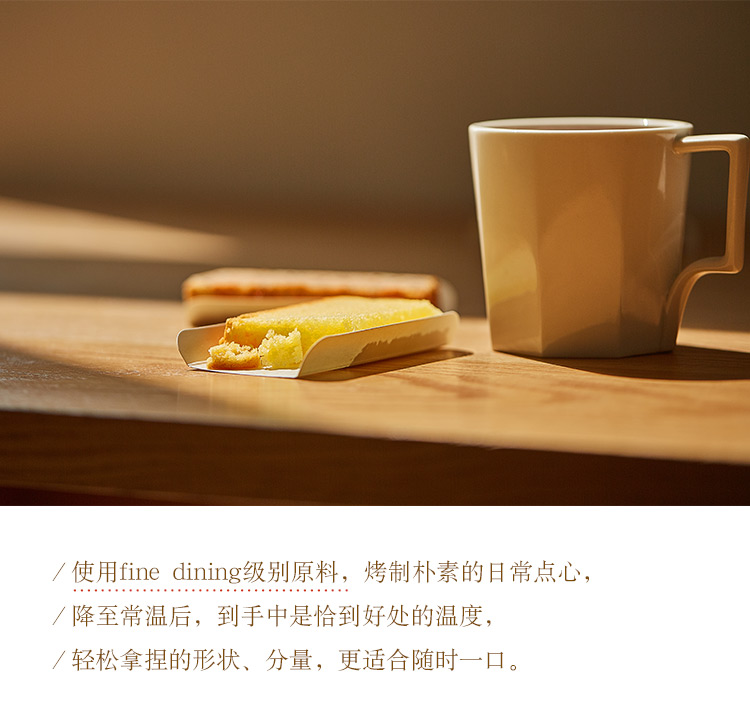 / 使用fine dining级别原料，烤制朴素的日常点心，
/ 降至常温后，到手中是恰到好处的温度，
/ 轻松拿捏的形状、分量，更适合随时一口。